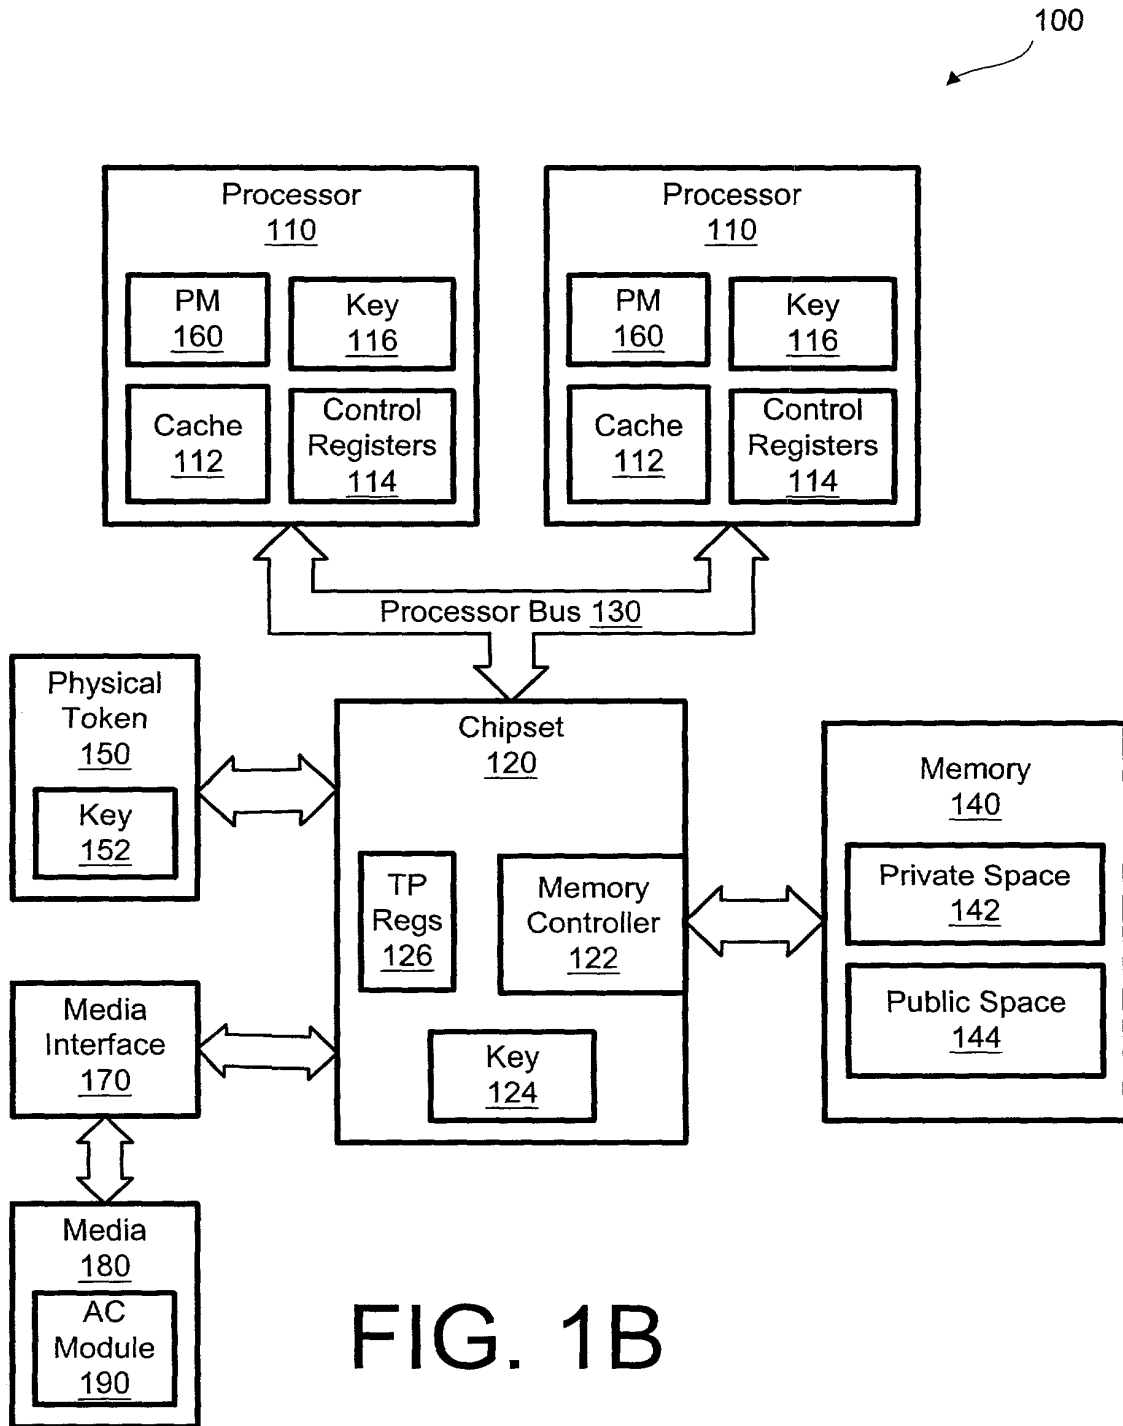 100
Processor
110
PM
160
Key
116
Cache
112
Control
Registers
114
Processor
110
PM
160
Key
116
Cache
112
Control
Registers
114
Processor Bus 130
Physical
Token
150
Key
152
Chipset
120
TP
Regs
126
Memory
Controller
122
Key
124
Memory
140
Private Space
142
Public Space
144
Media
Interface
170
Media
180
AC
Module
190
FIG. 1B